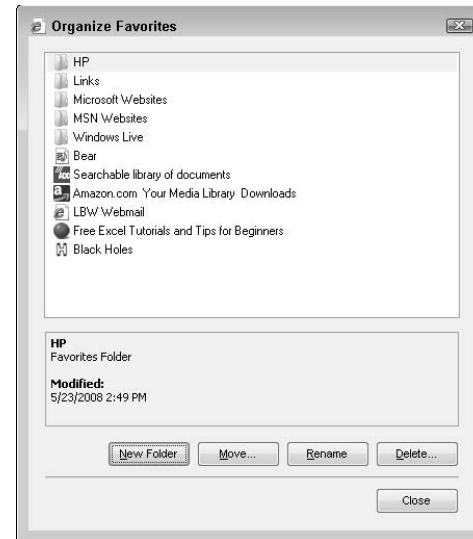 Organize Favorites
HP
Links
Microsoft Websites
MSN Websites
Windows Live
Bear
Searchable library of documents
Amazon.com Your Media Library Downloads
LBW Webmail
Free Excel Tutorials and Tips for Beginners
Black Holes
HP
Favorites Folder
Modified:
5/23/2008 2:49 PM
New Folder Move... Rename Delete...
Close